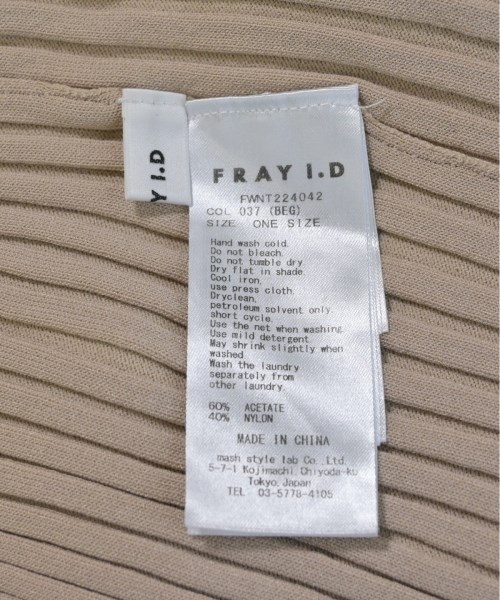 Y I.D
FRAY I.D
FWNT224042
COL 037 (BEG)
SIZE ONE SIZE
Hand wash cold.
Do not bleach.
Do not tumble dry.
Dry flat in shade.
Cool iron,
use press cloth.
Dryclean,
petroleum solvent only.
short cycle.
Use the net when washing.
Use mild detergent.
May shrink slightly when
washed
Wash the laundry
separately from
other laundry.
60% ACETATE
40% NYLON
MADE IN CHINA
mash style lab Co.,Ltd.
5-7-1 Kojimachi, Chiyoda-ku
Tokyo, Japan
TEL 03-5778-4105